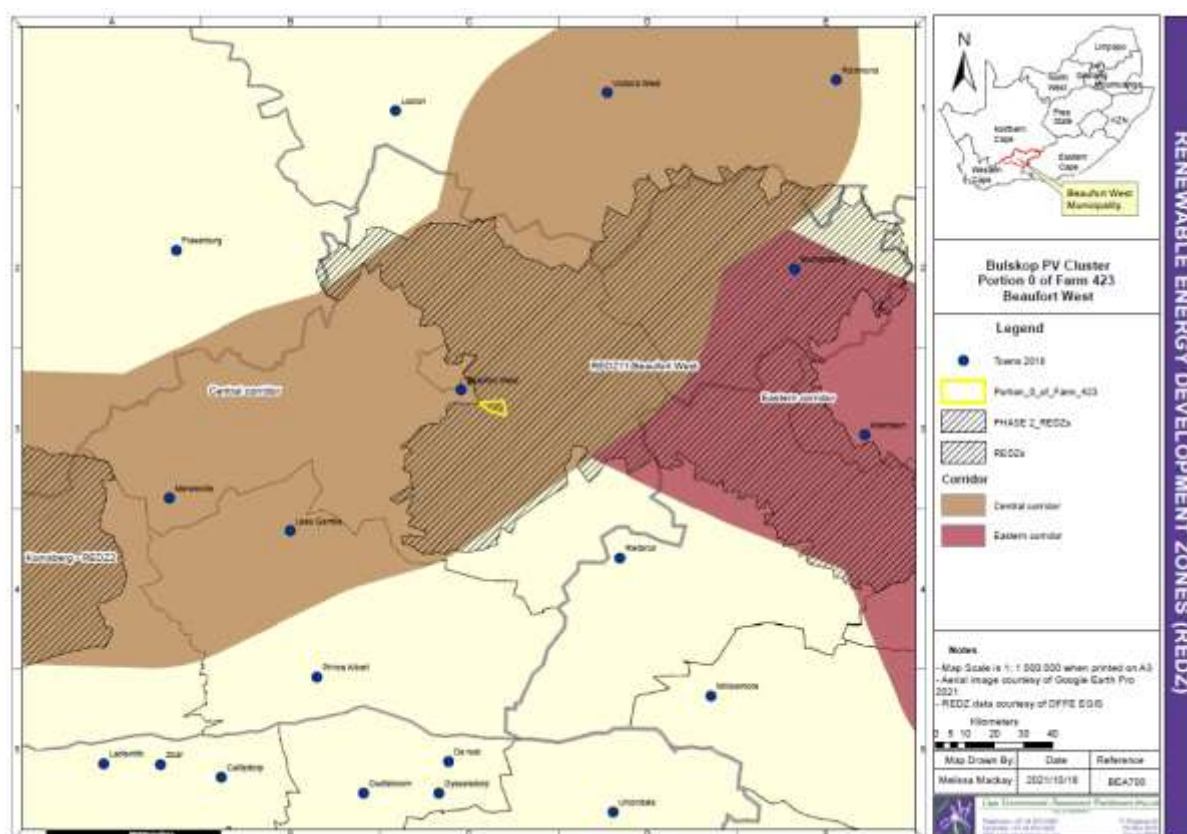 A B C D E
1
Loxton
Victoria West
Richmond
Fraserburg
2
Central corridor
Beaufort West
REDZ11 Beaufort West
Eastern corridor
3
Aberdeen
Merweville
Leeu Gamka
Komsberg - REDZ2
Rietbron
4
Prince Albert
Willowmore
5
Ladismith
Zoar
Calitzdorp
De Rust
Oudtshoorn
Dysselsdorp
Uniondale
N
Limpopo
North
West
Free
State
KZN
Northern
Cape
Eastern
Cape
Western
Cape
Beaufort West
Municipality
Bulskop PV Cluster
Portion 0 of Farm 423
Beaufort West
Legend
Towns 2018
Portion_0_of_Farm_423
PHASE 2_REDZs
REDZs
Corridor
Central corridor
Eastern corridor
Notes
- Map Scale is 1: 1 000 000 when printed on A3
- Aerial image courtesy of Google Earth Pro
2021
- REDZ data courtesy of DFFE EGIS
Kilometers
0 5 10 20 30 40
Map Drawn By: Date Reference
Melissa Mackay 2021/10/18
RENEWABLE ENERGY DEVELOPMENT ZONES (REDZ)